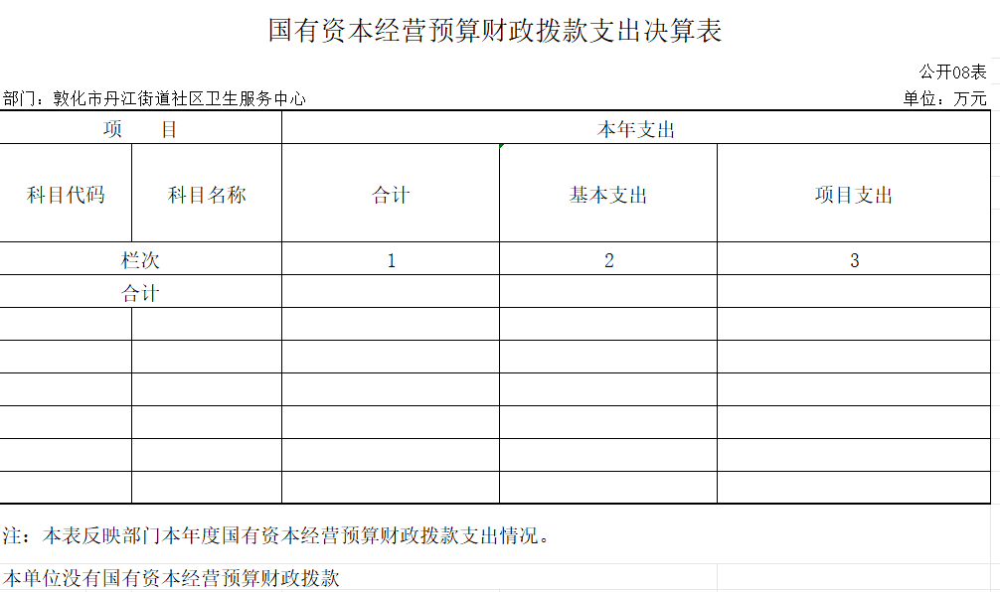 国有资本经营预算财政拨款支出决算表
公开08表
部门：敦化市丹江街道社区卫生服务中心 单位：万元
项 目 本年支出
科目代码 科目名称 合计 基本支出 项目支出
栏次 1 2 3
合计
注：本表反映部门本年度国有资本经营预算财政拨款支出情况。
本单位没有国有资本经营预算财政拨款